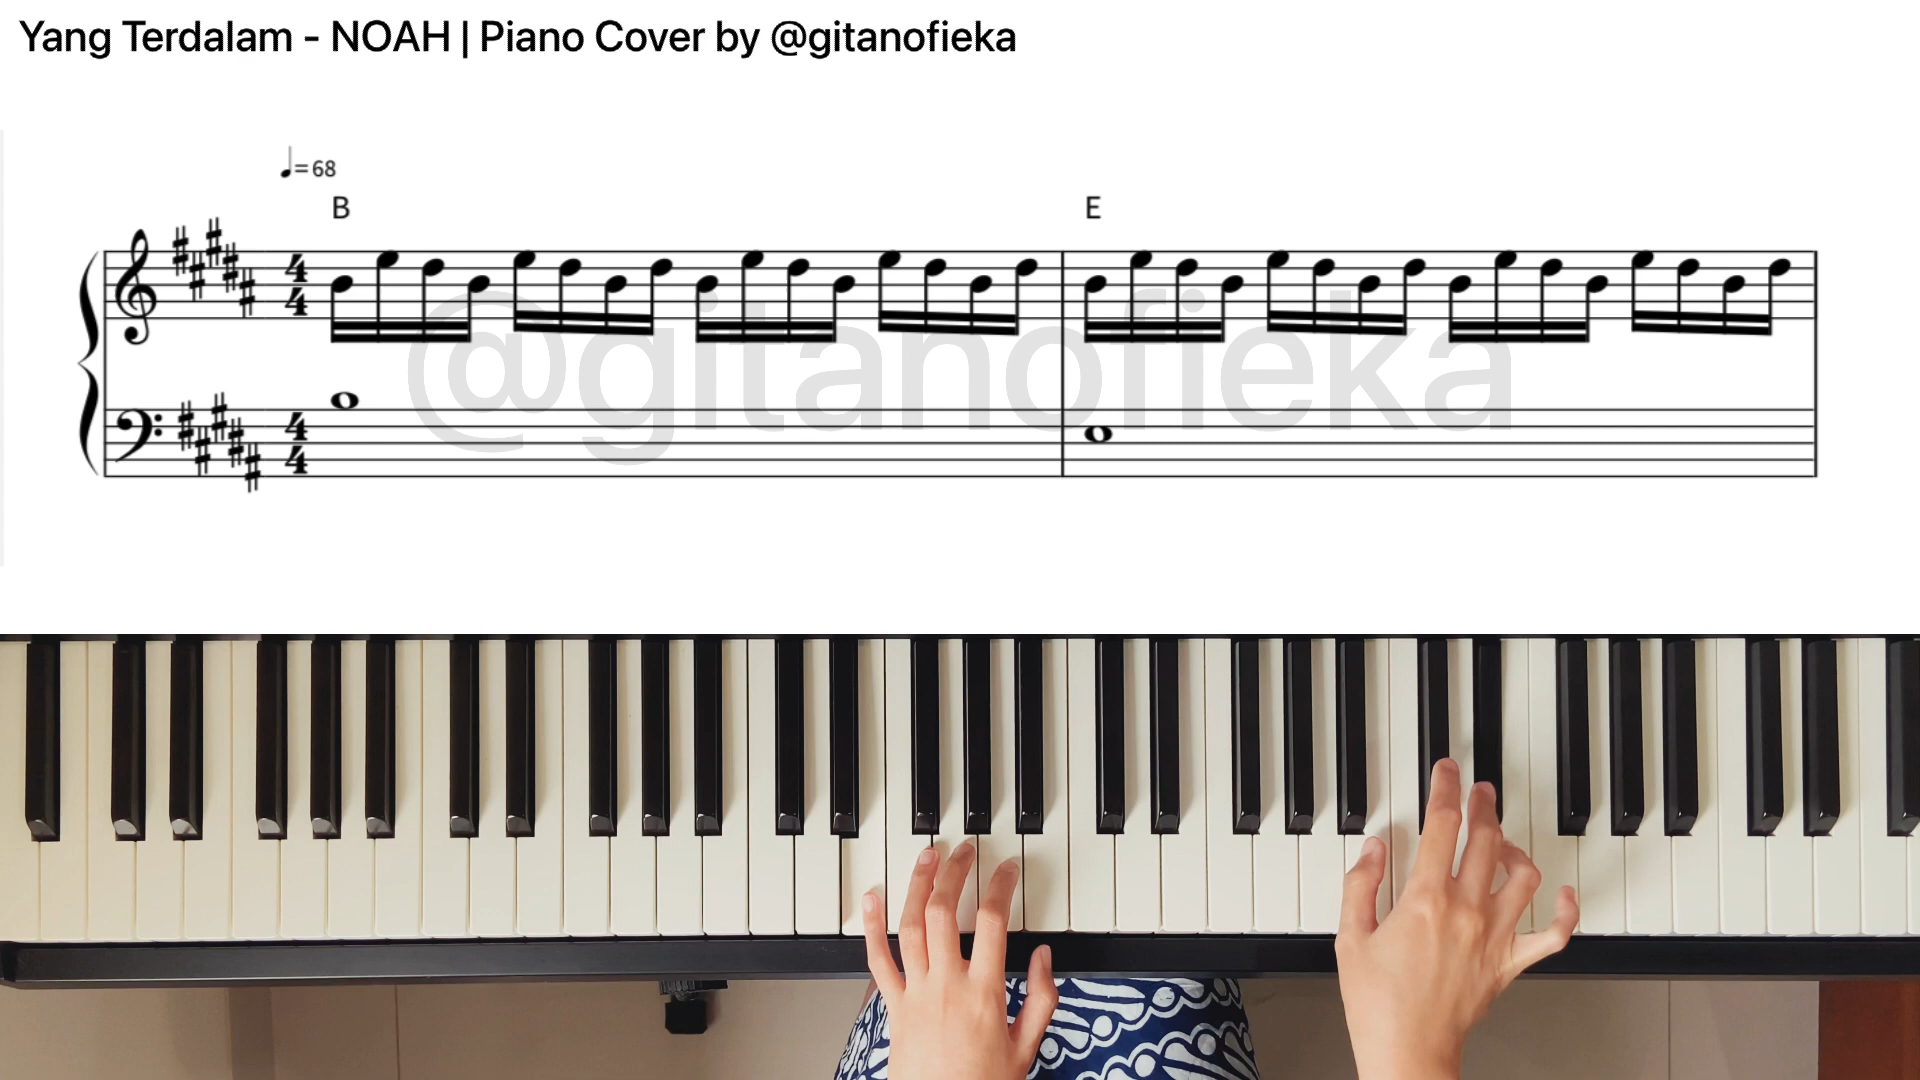 Yang Terdalam - NOAH | Piano Cover by @gitanofieka
♩=68
B E
4/4
@gitanofieka
4/4